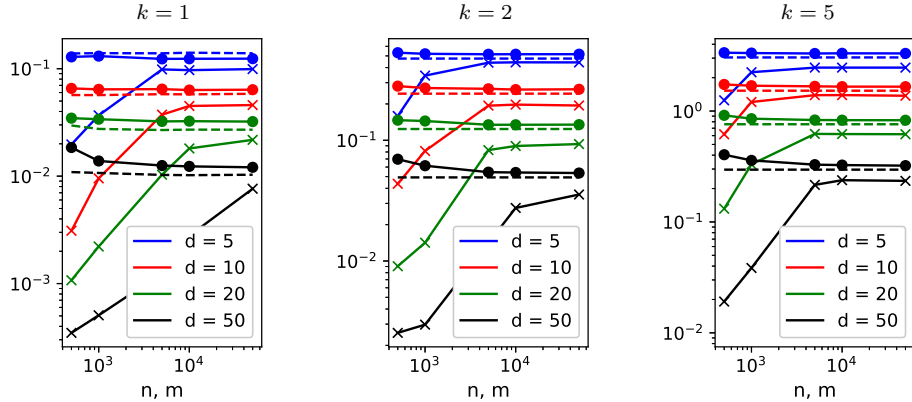 k = 1
k = 2
k = 5
10⁻¹
10⁻²
10⁻³
10³
10⁴
n, m
d = 5
d = 10
d = 20
d = 50
10⁻¹
10⁻²
10³
10⁴
n, m
d = 5
d = 10
d = 20
d = 50
10⁰
10⁻¹
10⁻²
10³
10⁴
n, m
d = 5
d = 10
d = 20
d = 50